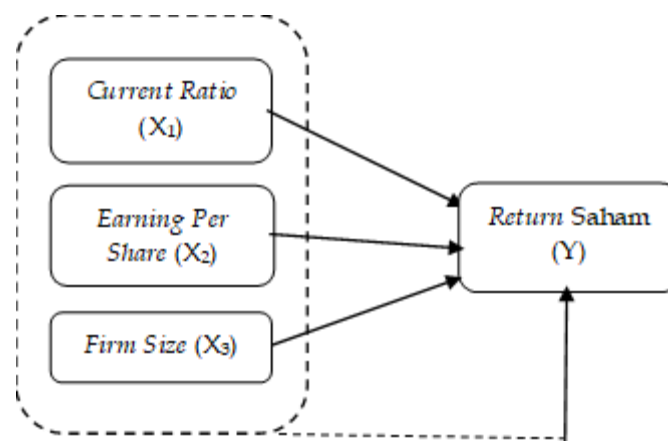 Current Ratio
(X₁)
Earning Per
Share (X₂)
Return Saham
(Y)
Firm Size (X₃)